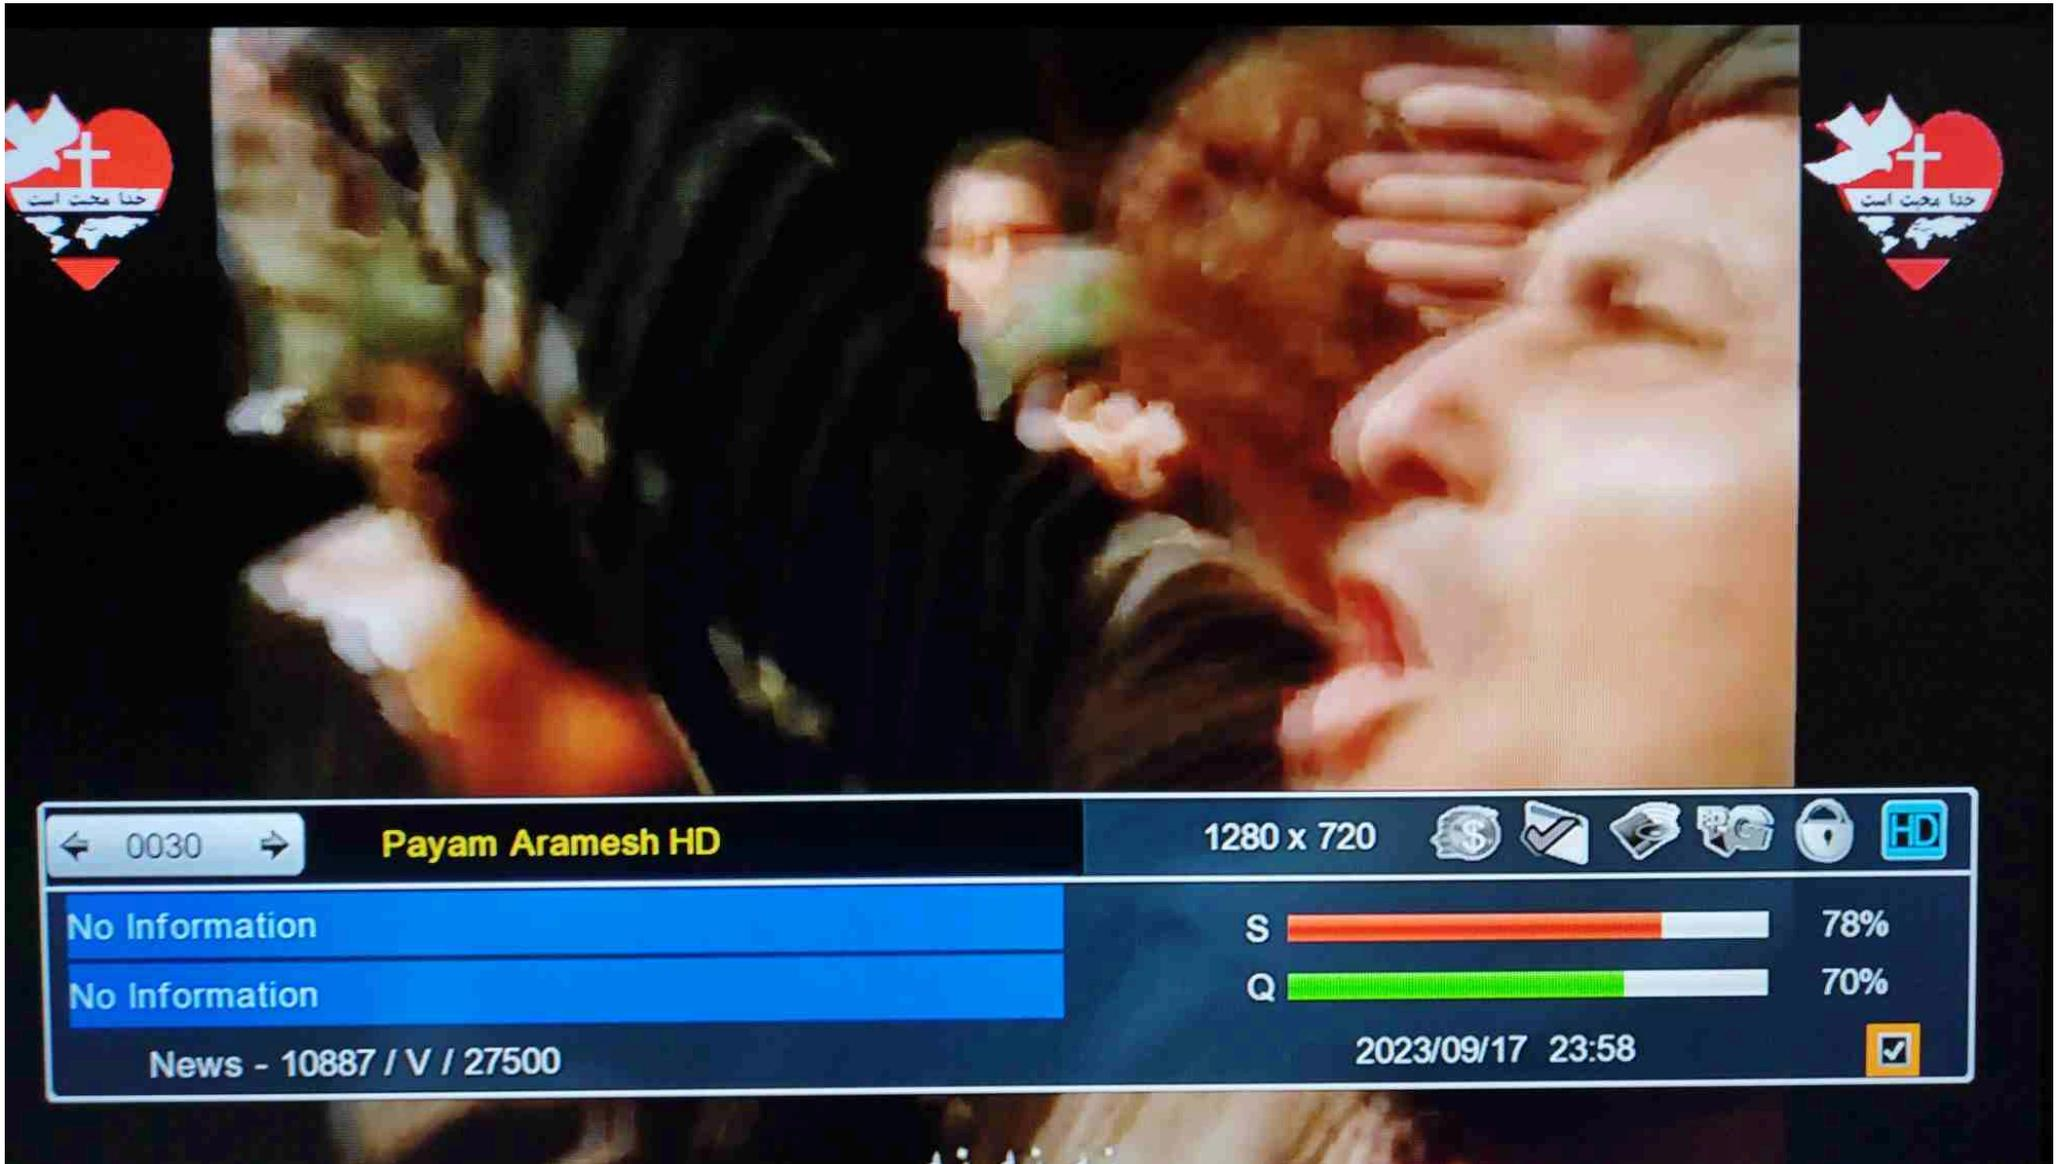 خدا محبت است
خدا محبت است
0030
Payam Aramesh HD
1280 x 720
HD
No Information
S
78%
No Information
Q
70%
News - 10887 / V / 27500
2023/09/17 23:58